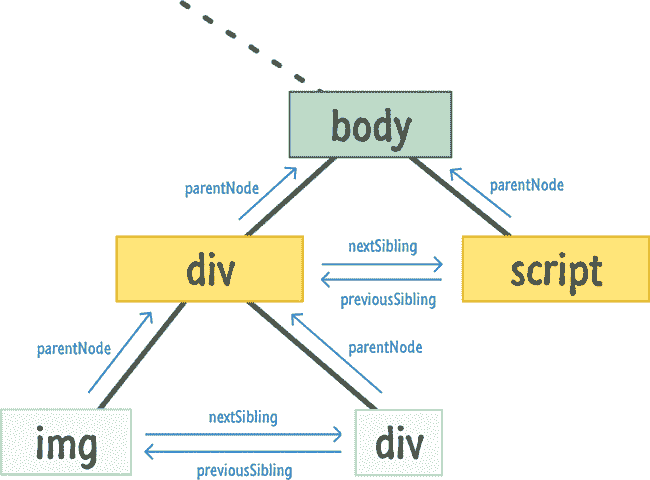 body
parentNode
parentNode
div
nextSibling
previousSibling
script
parentNode
parentNode
img
nextSibling
previousSibling
div